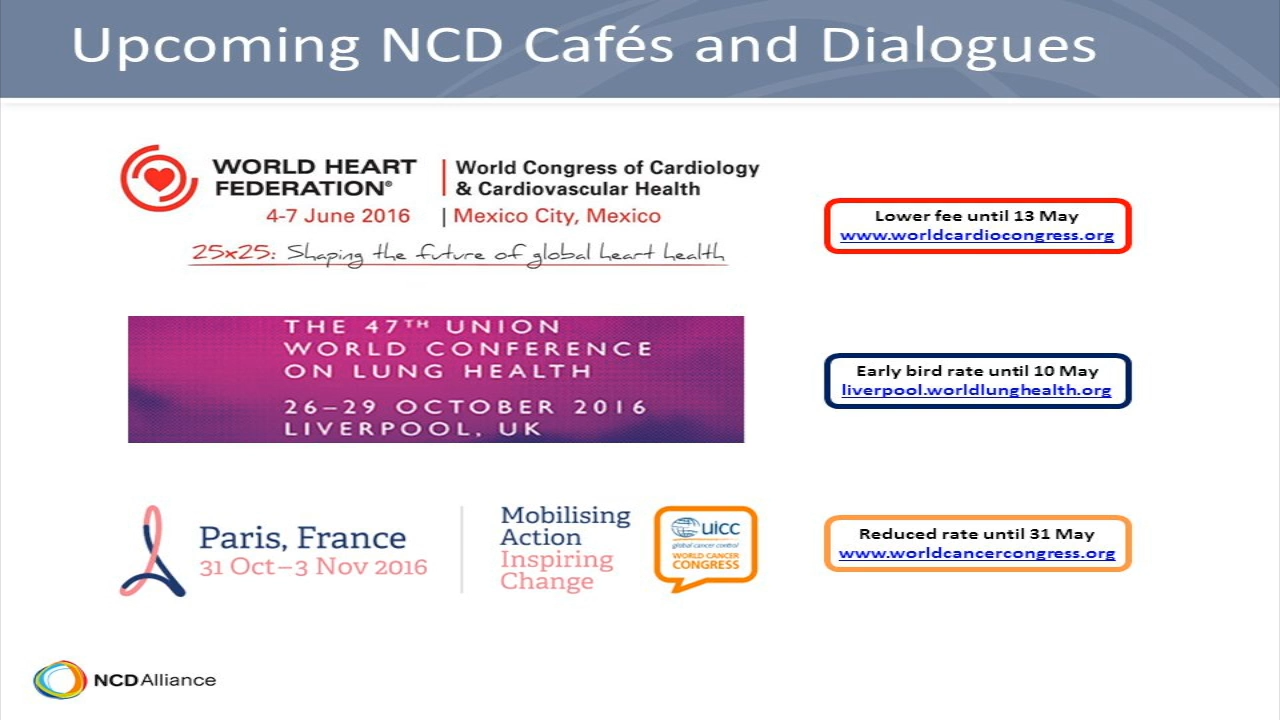 Upcoming NCD Cafés and Dialogues
WORLD HEART
FEDERATION®
World Congress of Cardiology
& Cardiovascular Health
4-7 June 2016 | Mexico City, Mexico
25x25: Shaping the future of global heart health
Lower fee until 13 May
www.worldcardiocongress.org
THE 47TH UNION
WORLD CONFERENCE
ON LUNG HEALTH
26–29 OCTOBER 2016
LIVERPOOL, UK
Early bird rate until 10 May
liverpool.worldlunghealth.org
Paris, France
31 Oct–3 Nov 2016
Mobilising
Action
Inspiring
Change
uicc
global cancer control
WORLD CANCER
CONGRESS
Reduced rate until 31 May
www.worldcancercongress.org
NCD Alliance